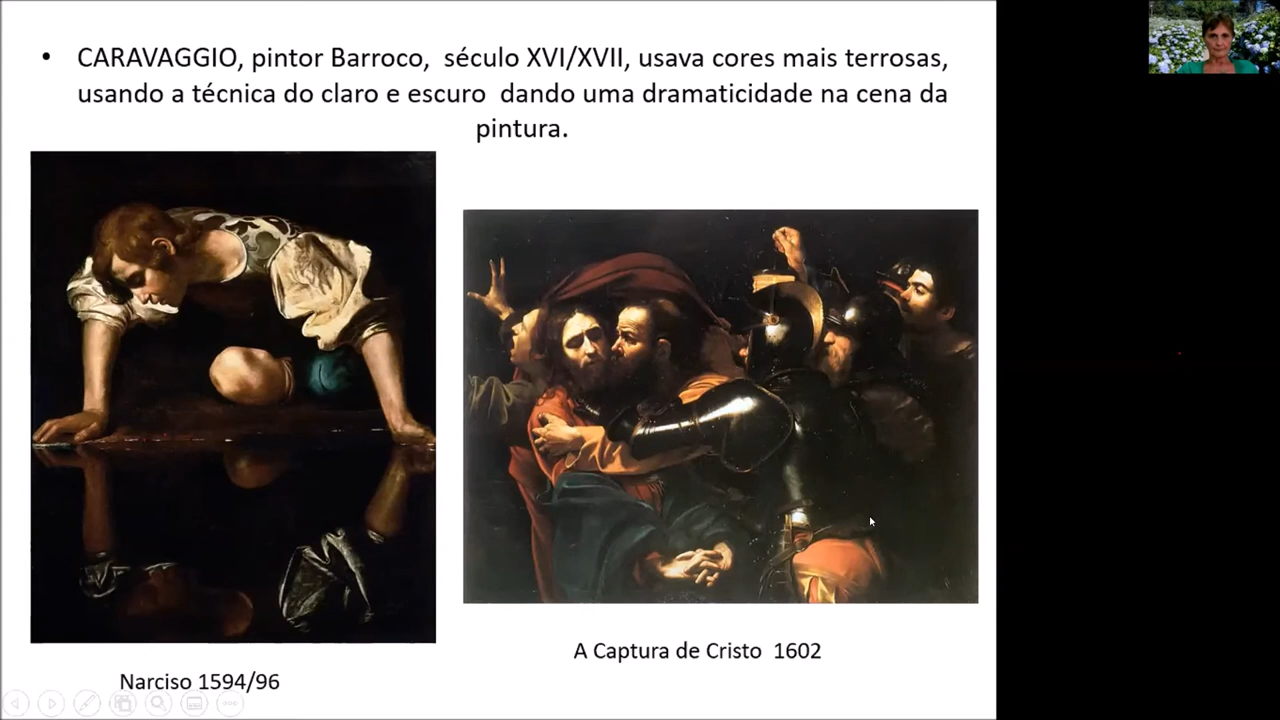 • CARAVAGGIO, pintor Barroco, século XVI/XVII, usava cores mais terrosas,
usando a técnica do claro e escuro dando uma dramaticidade na cena da
pintura.
A Captura de Cristo 1602
Narciso 1594/96